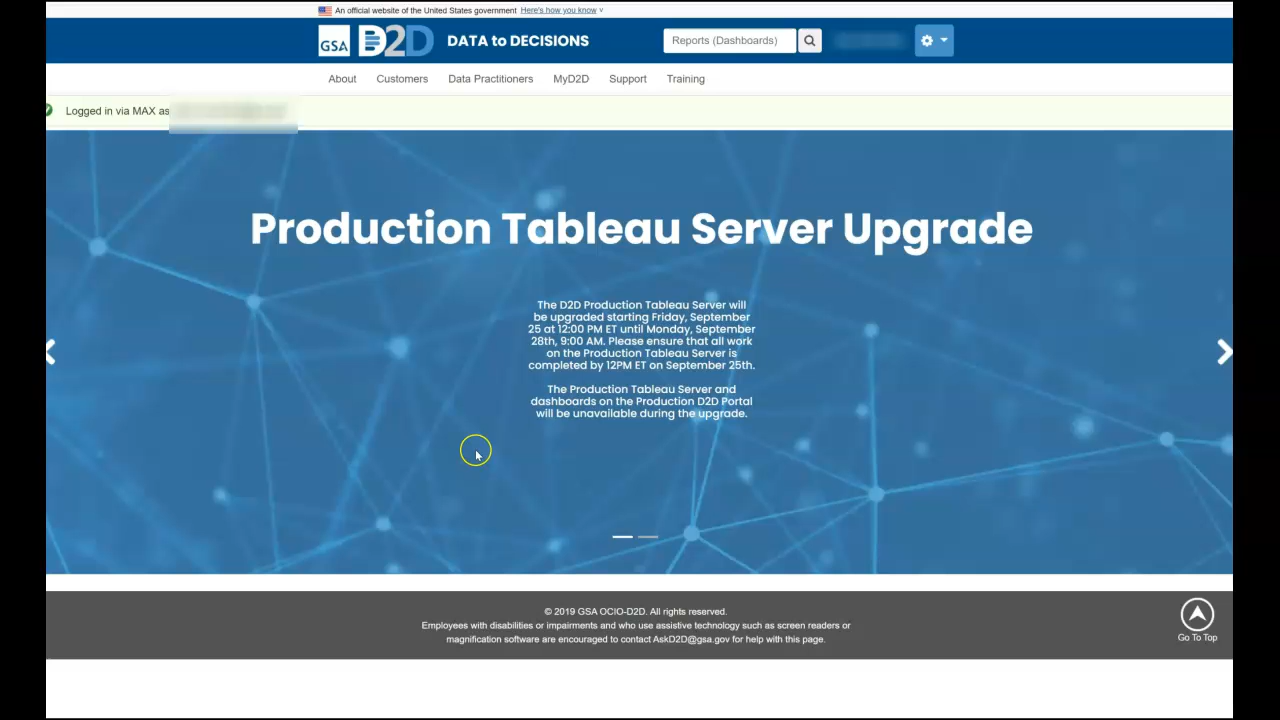 An official website of the United States government Here's how you know v
GSA D2D DATA to DECISIONS Reports (Dashboards)
About Customers Data Practitioners MyD2D Support Training
Logged in via MAX as
Production Tableau Server Upgrade
The D2D Production Tableau Server will
be upgraded starting Friday, September
25 at 12:00 PM ET until Monday, September
28th, 9:00 AM. Please ensure that all work
on the Production Tableau Server is
completed by 12PM ET on September 25th.
The Production Tableau Server and
dashboards on the Production D2D Portal
will be unavailable during the upgrade.
© 2019 GSA OCIO-D2D. All rights reserved.
Employees with disabilities or impairments and who use assistive technology such as screen readers or
magnification software are encouraged to contact AskD2D@gsa.gov for help with this page.
Go To Top